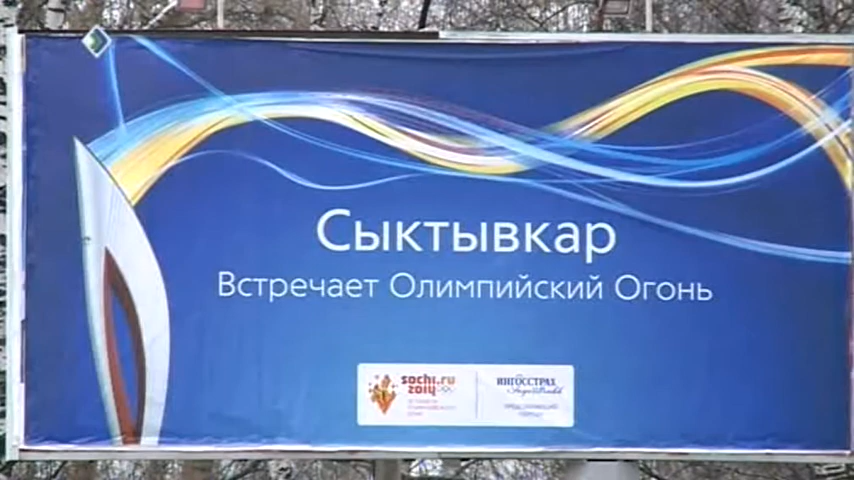 Сыктывкар
Встречает Олимпийский Огонь
sochi.ru
2014
ИНГОССТРАХ